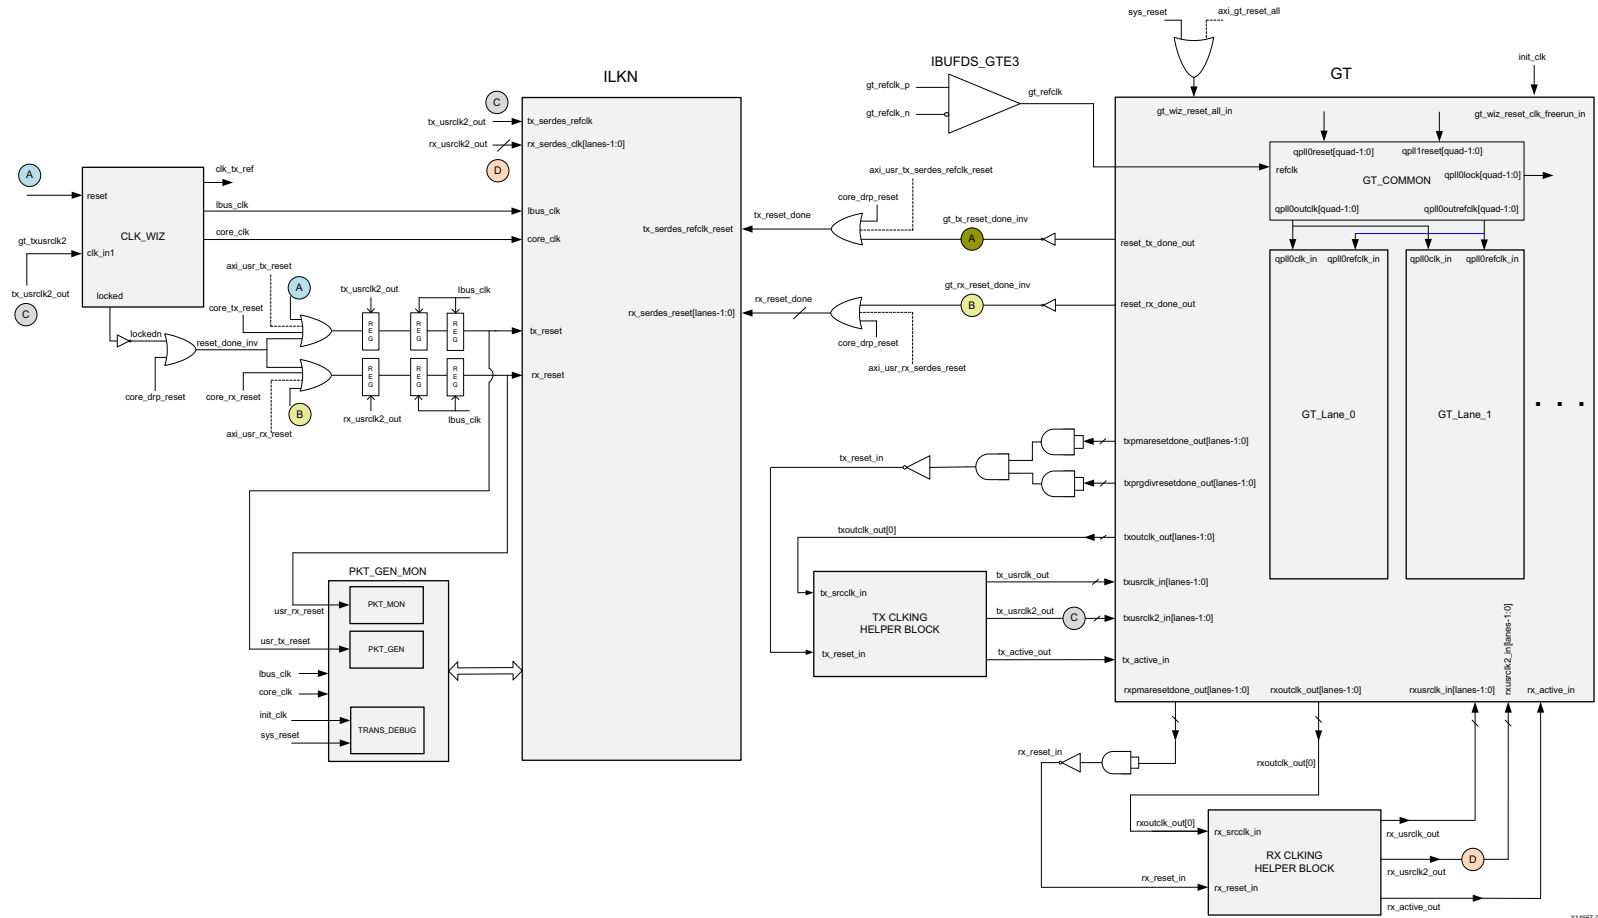 sys_reset
axi_gt_reset_all
IBUFDS_GTE3
init_clk
ILKN
GT
gt_refclk_p
gt_refclk
gt_refclk_n
C
tx_usrclk2_out
tx_serdes_refclk
gt_wiz_reset_all_in
gt_wiz_reset_clk_freerun_in
rx_usrclk2_out
rx_serdes_clk[lanes-1:0]
D
qpll0reset[quad-1:0]
qpll1reset[quad-1:0]
refclk
GT_COMMON
qpll0lock[quad-1:0]
qpll0outclk[quad-1:0]
qpll0outrefclk[quad-1:0]
A
clk_tx_ref
reset
lbus_clk
lbus_clk
CLK_WIZ
core_clk
core_clk
gt_txusrclk2
clk_in1
tx_usrclk2_out
C
locked
axi_usr_tx_serdes_refclk_reset
core_drp_reset
tx_reset_done
gt_tx_reset_done_inv
tx_serdes_refclk_reset
A
reset_tx_done_out
qpll0clk_in
qpll0refclk_in
qpll0clk_in
qpll0refclk_in
axi_usr_tx_reset
A
tx_usrclk2_out
lbus_clk
core_tx_reset
REG
REG
REG
tx_reset
lockedn
reset_done_inv
rx_reset_done
gt_rx_reset_done_inv
rx_serdes_reset[lanes-1:0]
B
reset_rx_done_out
core_drp_reset
axi_usr_rx_serdes_reset
REG
REG
REG
rx_reset
core_drp_reset
core_rx_reset
B
rx_usrclk2_out
lbus_clk
axi_usr_rx_reset
GT_Lane_0
GT_Lane_1
. . .
txpmaresetdone_out[lanes-1:0]
tx_reset_in
txprgdivresetdone_out[lanes-1:0]
txoutclk_out[0]
txoutclk_out[lanes-1:0]
PKT_GEN_MON
PKT_MON
usr_rx_reset
usr_tx_reset
PKT_GEN
lbus_clk
core_clk
init_clk
TRANS_DEBUG
sys_reset
tx_srcclk_in
TX CLKING
HELPER BLOCK
tx_reset_in
tx_usrclk_out
txusrclk_in[lanes-1:0]
tx_usrclk2_out
C
txusrclk2_in[lanes-1:0]
tx_active_out
tx_active_in
rxpmaresetdone_out[lanes-1:0]
rxoutclk_out[lanes-1:0]
rxusrclk_in[lanes-1:0]
rxusrclk2_in[lanes-1:0]
rx_active_in
rx_reset_in
rxoutclk_out[0]
rxoutclk_out[0]
rx_srcclk_in
RX CLKING
HELPER BLOCK
rx_reset_in
rx_reset_in
rx_usrclk_out
D
rx_usrclk2_out
rx_active_out